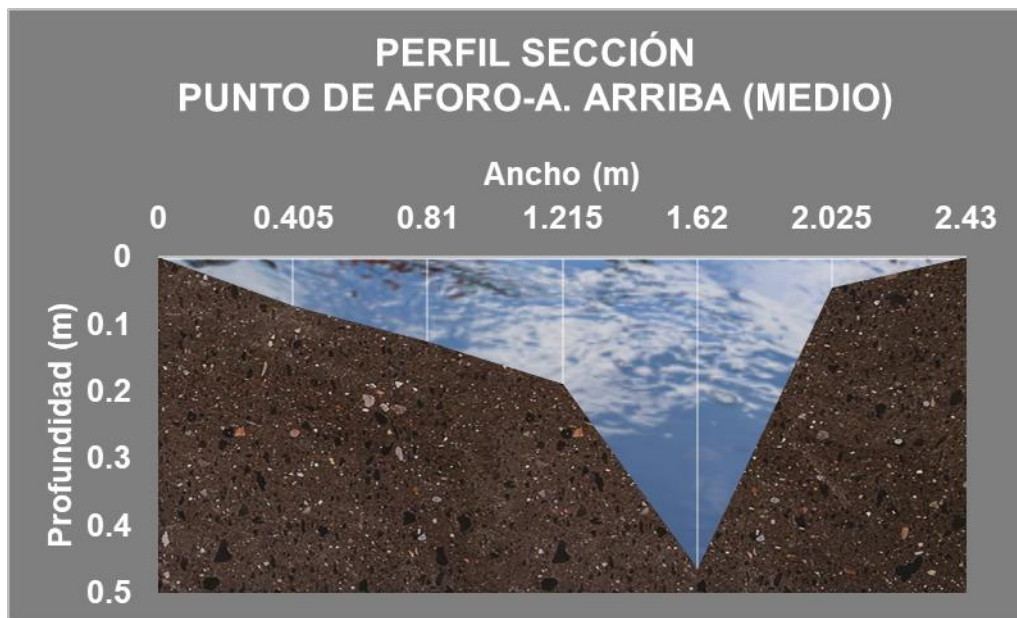 PERFIL SECCIÓN
PUNTO DE AFORO-A. ARRIBA (MEDIO)
Ancho (m)
0 0.405 0.81 1.215 1.62 2.025 2.43
Profundidad (m)
0
0.1
0.2
0.3
0.4
0.5